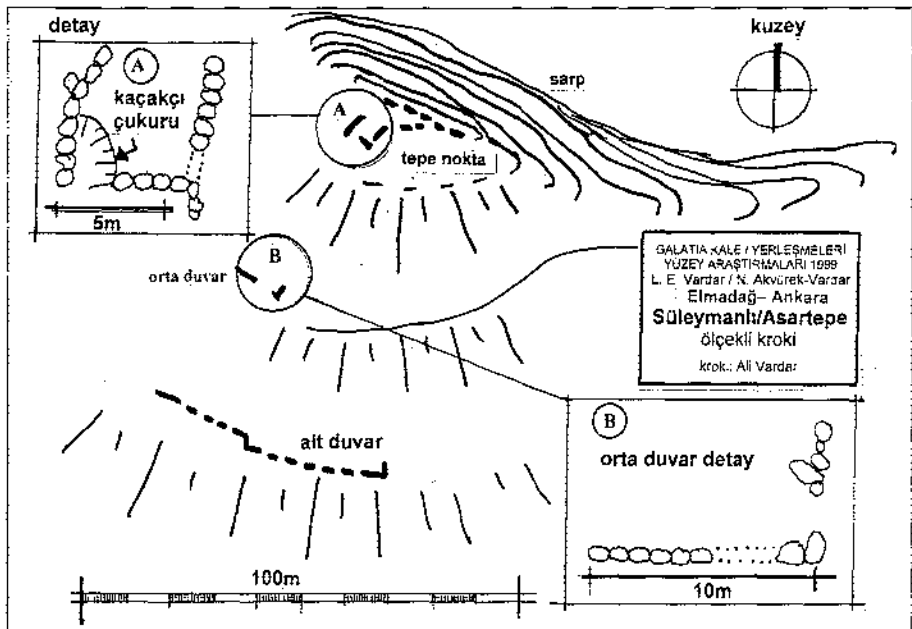 detay
A
kaçakçı
çukuru
5m
kuzey
sarp
A
tepe nokta
B
orta duvar
GALATIA KALE / YERLEŞMELERİ
YÜZEY ARAŞTIRMALARI 1999
L. E. Vardar / N. Akyürek-Vardar
Elmadağ- Ankara
Süleymanlı/Asartepe
ölçekli kroki
krok.: Ali Vardar
alt duvar
B
orta duvar detay
10m
100m